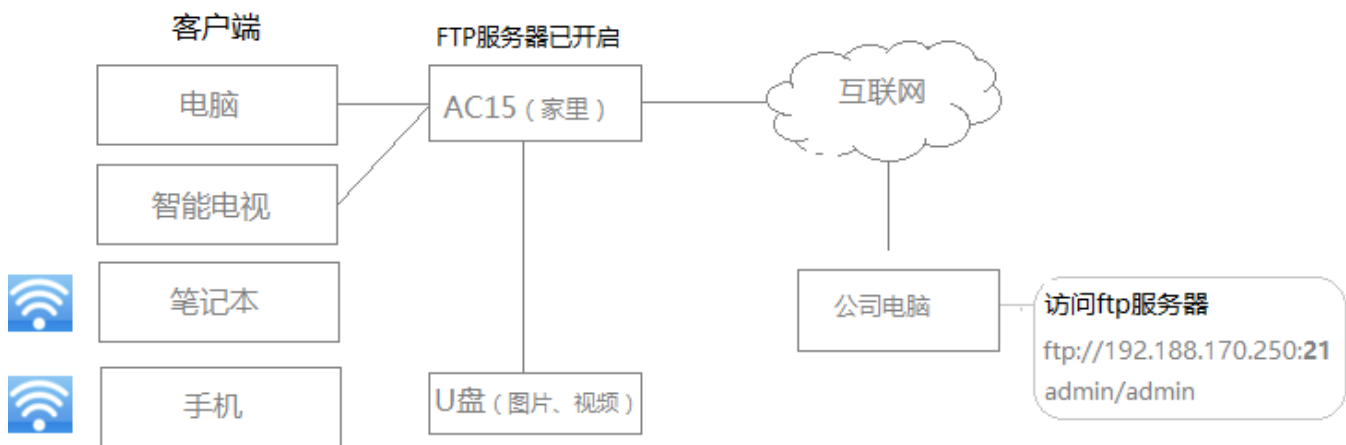 客户端
FTP服务器已开启
电脑
AC15（家里）
互联网
智能电视
笔记本
公司电脑
访问ftp服务器
ftp://192.188.170.250:21
admin/admin
手机
U盘（图片、视频）